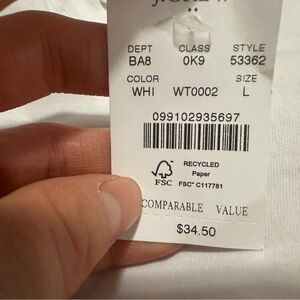 J.CREW
DEPT CLASS STYLE
BA8 0K9 53362
COLOR SIZE
WHI WT0002 L
099102935697
RECYCLED
Paper
FSC FSC® C117781
COMPARABLE VALUE
$34.50